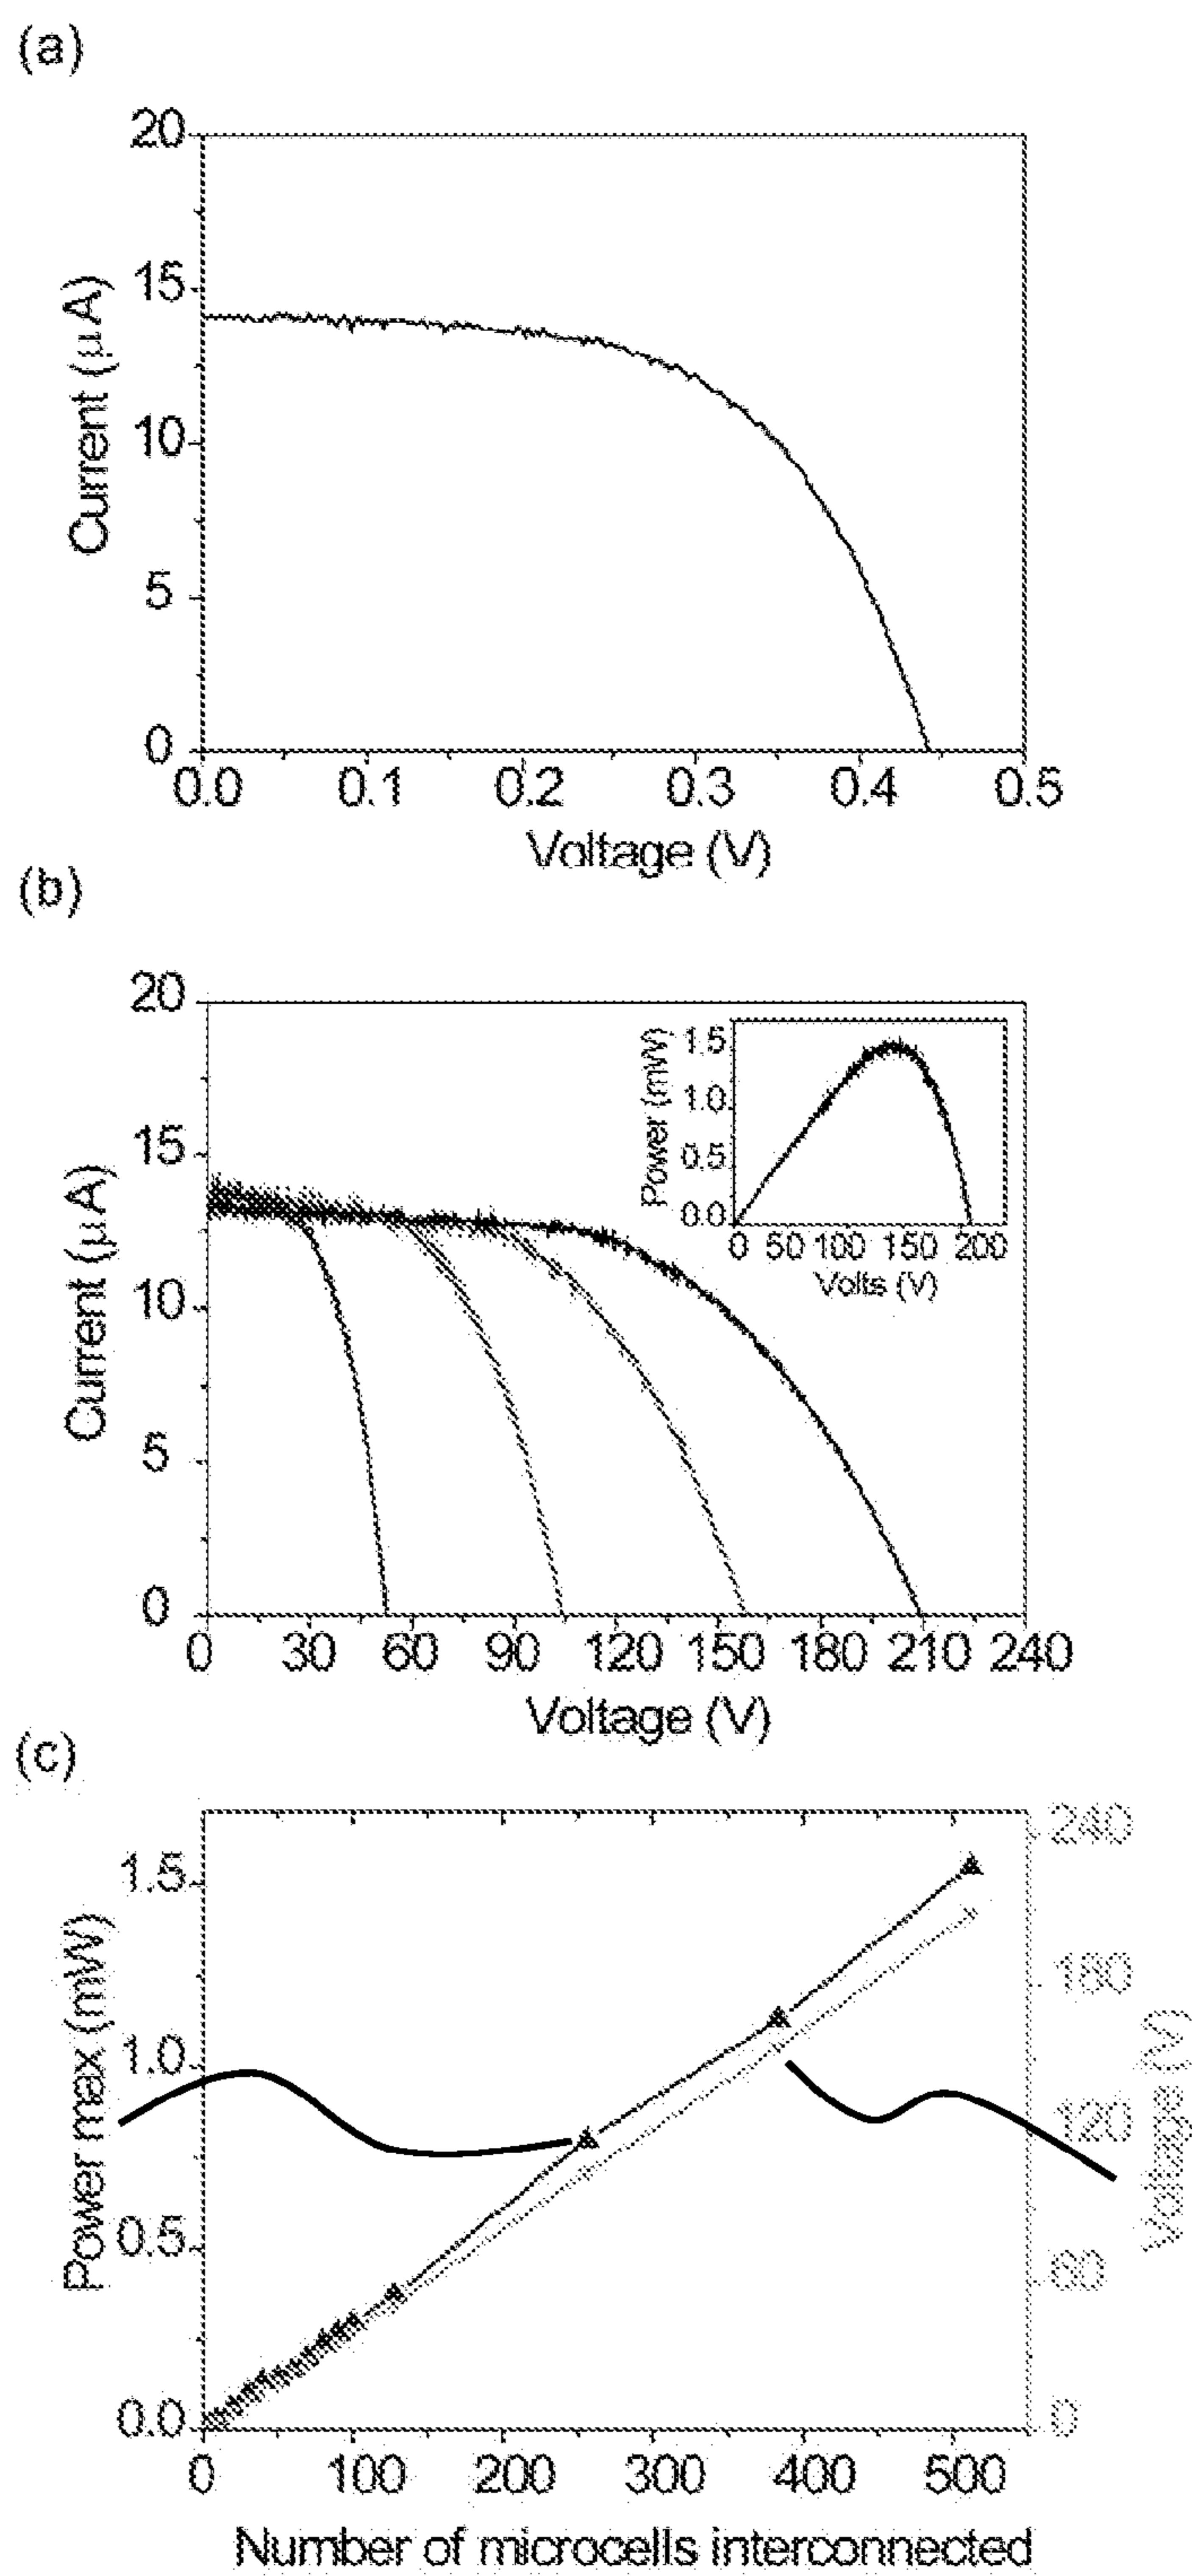 (a)
20
15
10
5
0
Current (μA)
0.0 0.1 0.2 0.3 0.4 0.5
Voltage (V)
(b)
20
15
10
5
0
Current (μA)
1.5
1.0
0.5
0.0
Power (mW)
0 50 100 150 200
Volts (V)
0 30 60 90 120 150 180 210 240
Voltage (V)
(c)
1.5
1.0
0.5
0.0
Power max (mW)
240
180
120
60
0
Voltage (V)
0 100 200 300 400 500
Number of microcells interconnected